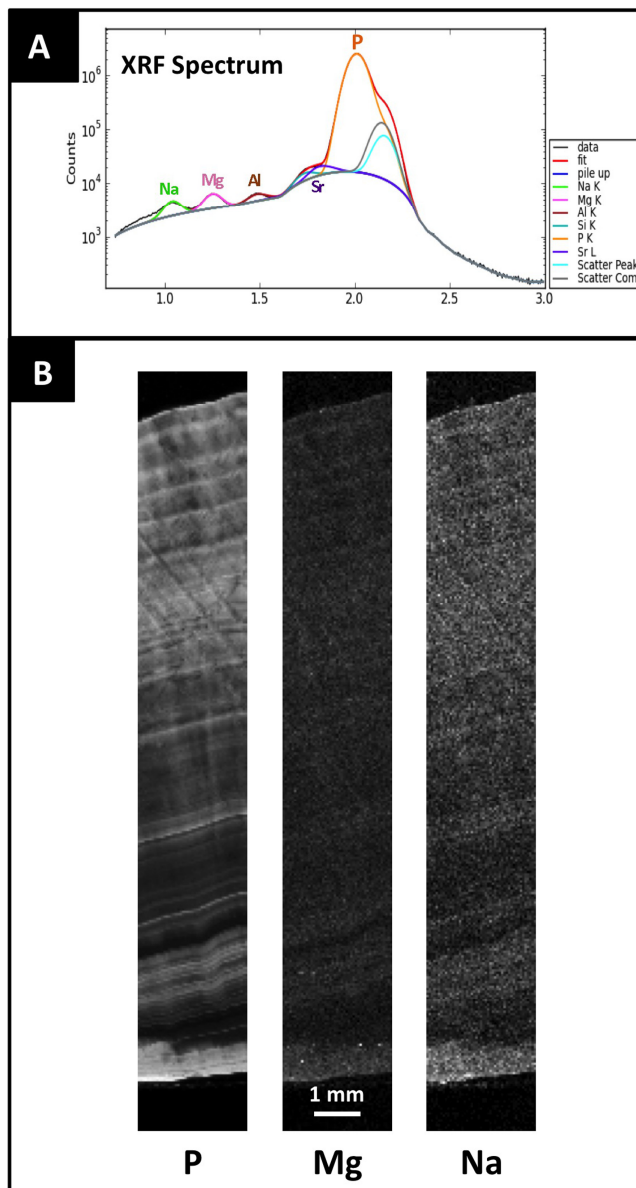 A
XRF Spectrum
P
Counts
10^6
10^5
10^4
10^3
Na
Mg
Al
Sr
1.0
1.5
2.0
2.5
3.0
data
fit
pile up
Na K
Mg K
Al K
Si K
P K
Sr L
Scatter Peak
Scatter Com
B
1 mm
P
Mg
Na